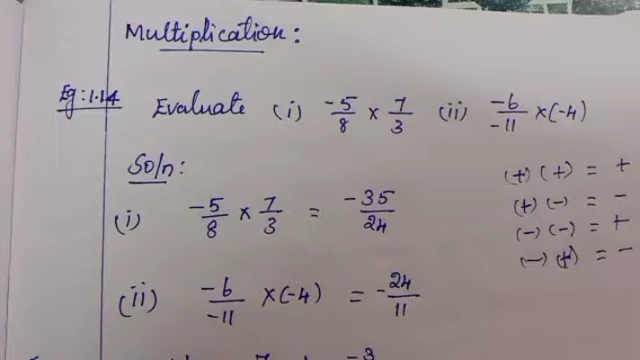 Multiplication:
Eg:1.14 Evaluate (i) -5/8 × 7/3 (ii) -6/-11 × (-4)
Soln:
(+) (+) = +
(+) (-) = -
(-) (-) = +
(-) (+) = -
(i) -5/8 × 7/3 = -35/24
(ii) -6/-11 × (-4) = -24/11
-3